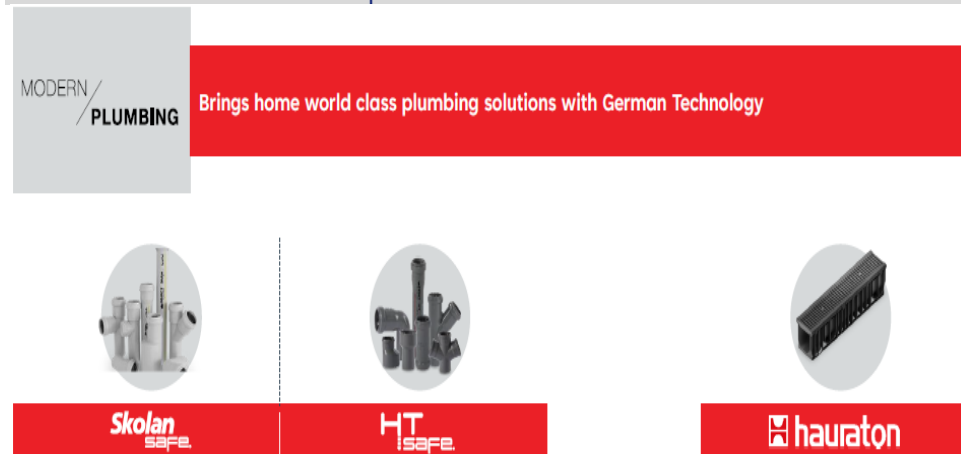 MODERN
PLUMBING
Brings home world class plumbing solutions with German Technology
Skolan
SAFE.
HT
SAFE.
hauraton